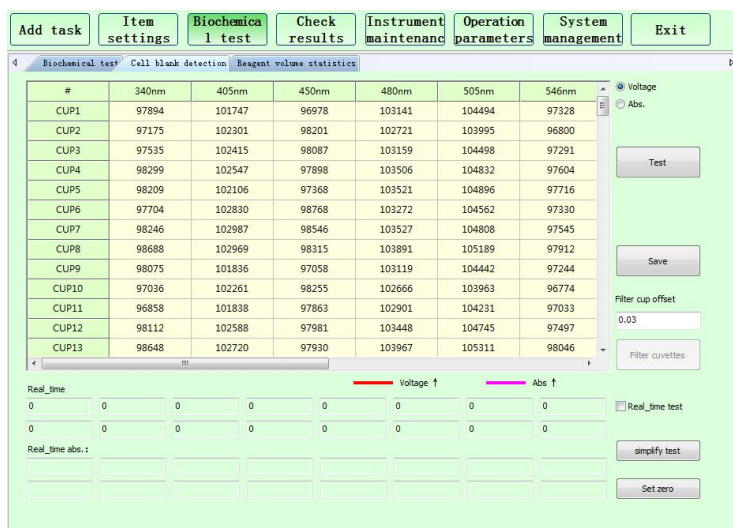 Add task Item settings Biochemica l test Check results Instrument maintenanc Operation parameters System management Exit
Biochemical test Cell blank detection Reagent volume statistics
# 340nm 405nm 450nm 480nm 505nm 546nm
CUP1 97894 101747 96978 103141 104494 97328
CUP2 97175 102301 98201 102721 103995 96800
CUP3 97535 102415 98087 103159 104498 97291
CUP4 98299 102547 97898 103506 104832 97604
CUP5 98209 102106 97368 103521 104896 97716
CUP6 97704 102830 98768 103272 104562 97330
CUP7 98246 102987 98546 103527 104808 97545
CUP8 98688 102969 98315 103891 105189 97912
CUP9 98075 101836 97058 103119 104442 97244
CUP10 97036 102261 98255 102666 103963 96774
CUP11 96858 101838 97863 102901 104231 97033
CUP12 98112 102588 97981 103448 104745 97497
CUP13 98648 102720 97930 103967 105311 98046
Voltage
Abs.
Test
Save
Filter cup offset
0.03
Filter cuvettes
Real_time Voltage ↑ Abs ↑
0 0 0 0 0 0 0 0
0 0 0 0 0 0 0 0
Real_time test
Real_time abs.:
simplify test
Set zero